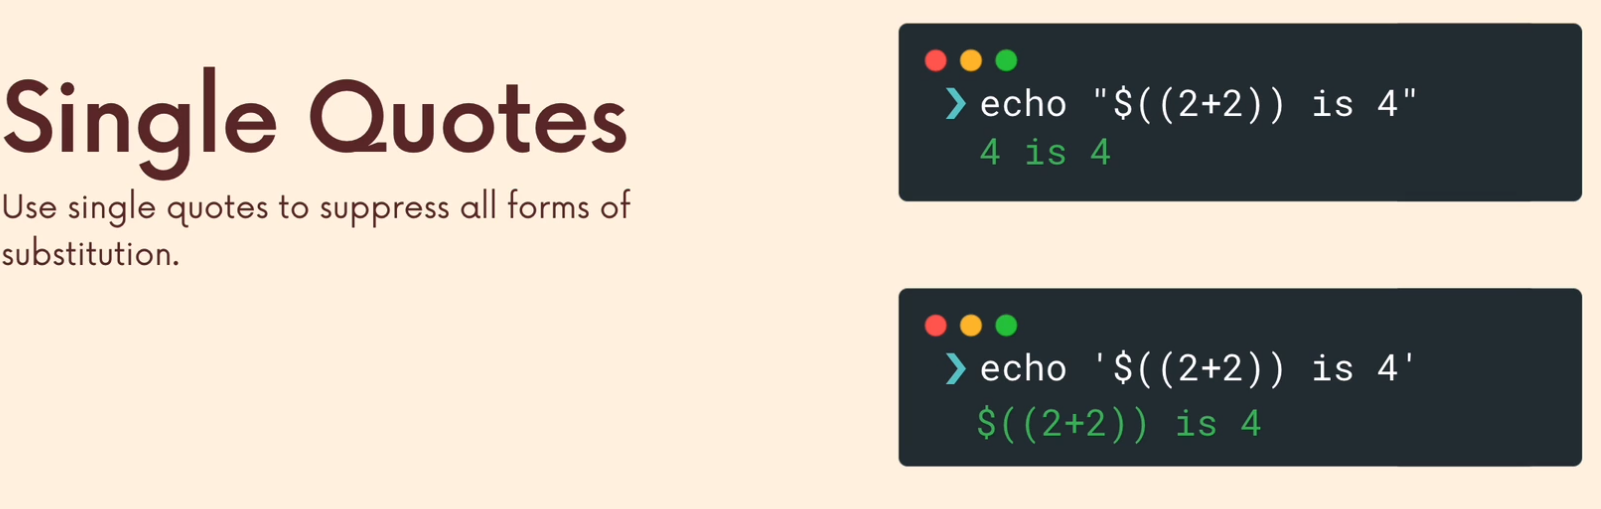 Single Quotes
Use single quotes to suppress all forms of
substitution.
❯ echo "$((2+2)) is 4"
4 is 4
❯ echo '$((2+2)) is 4'
$((2+2)) is 4